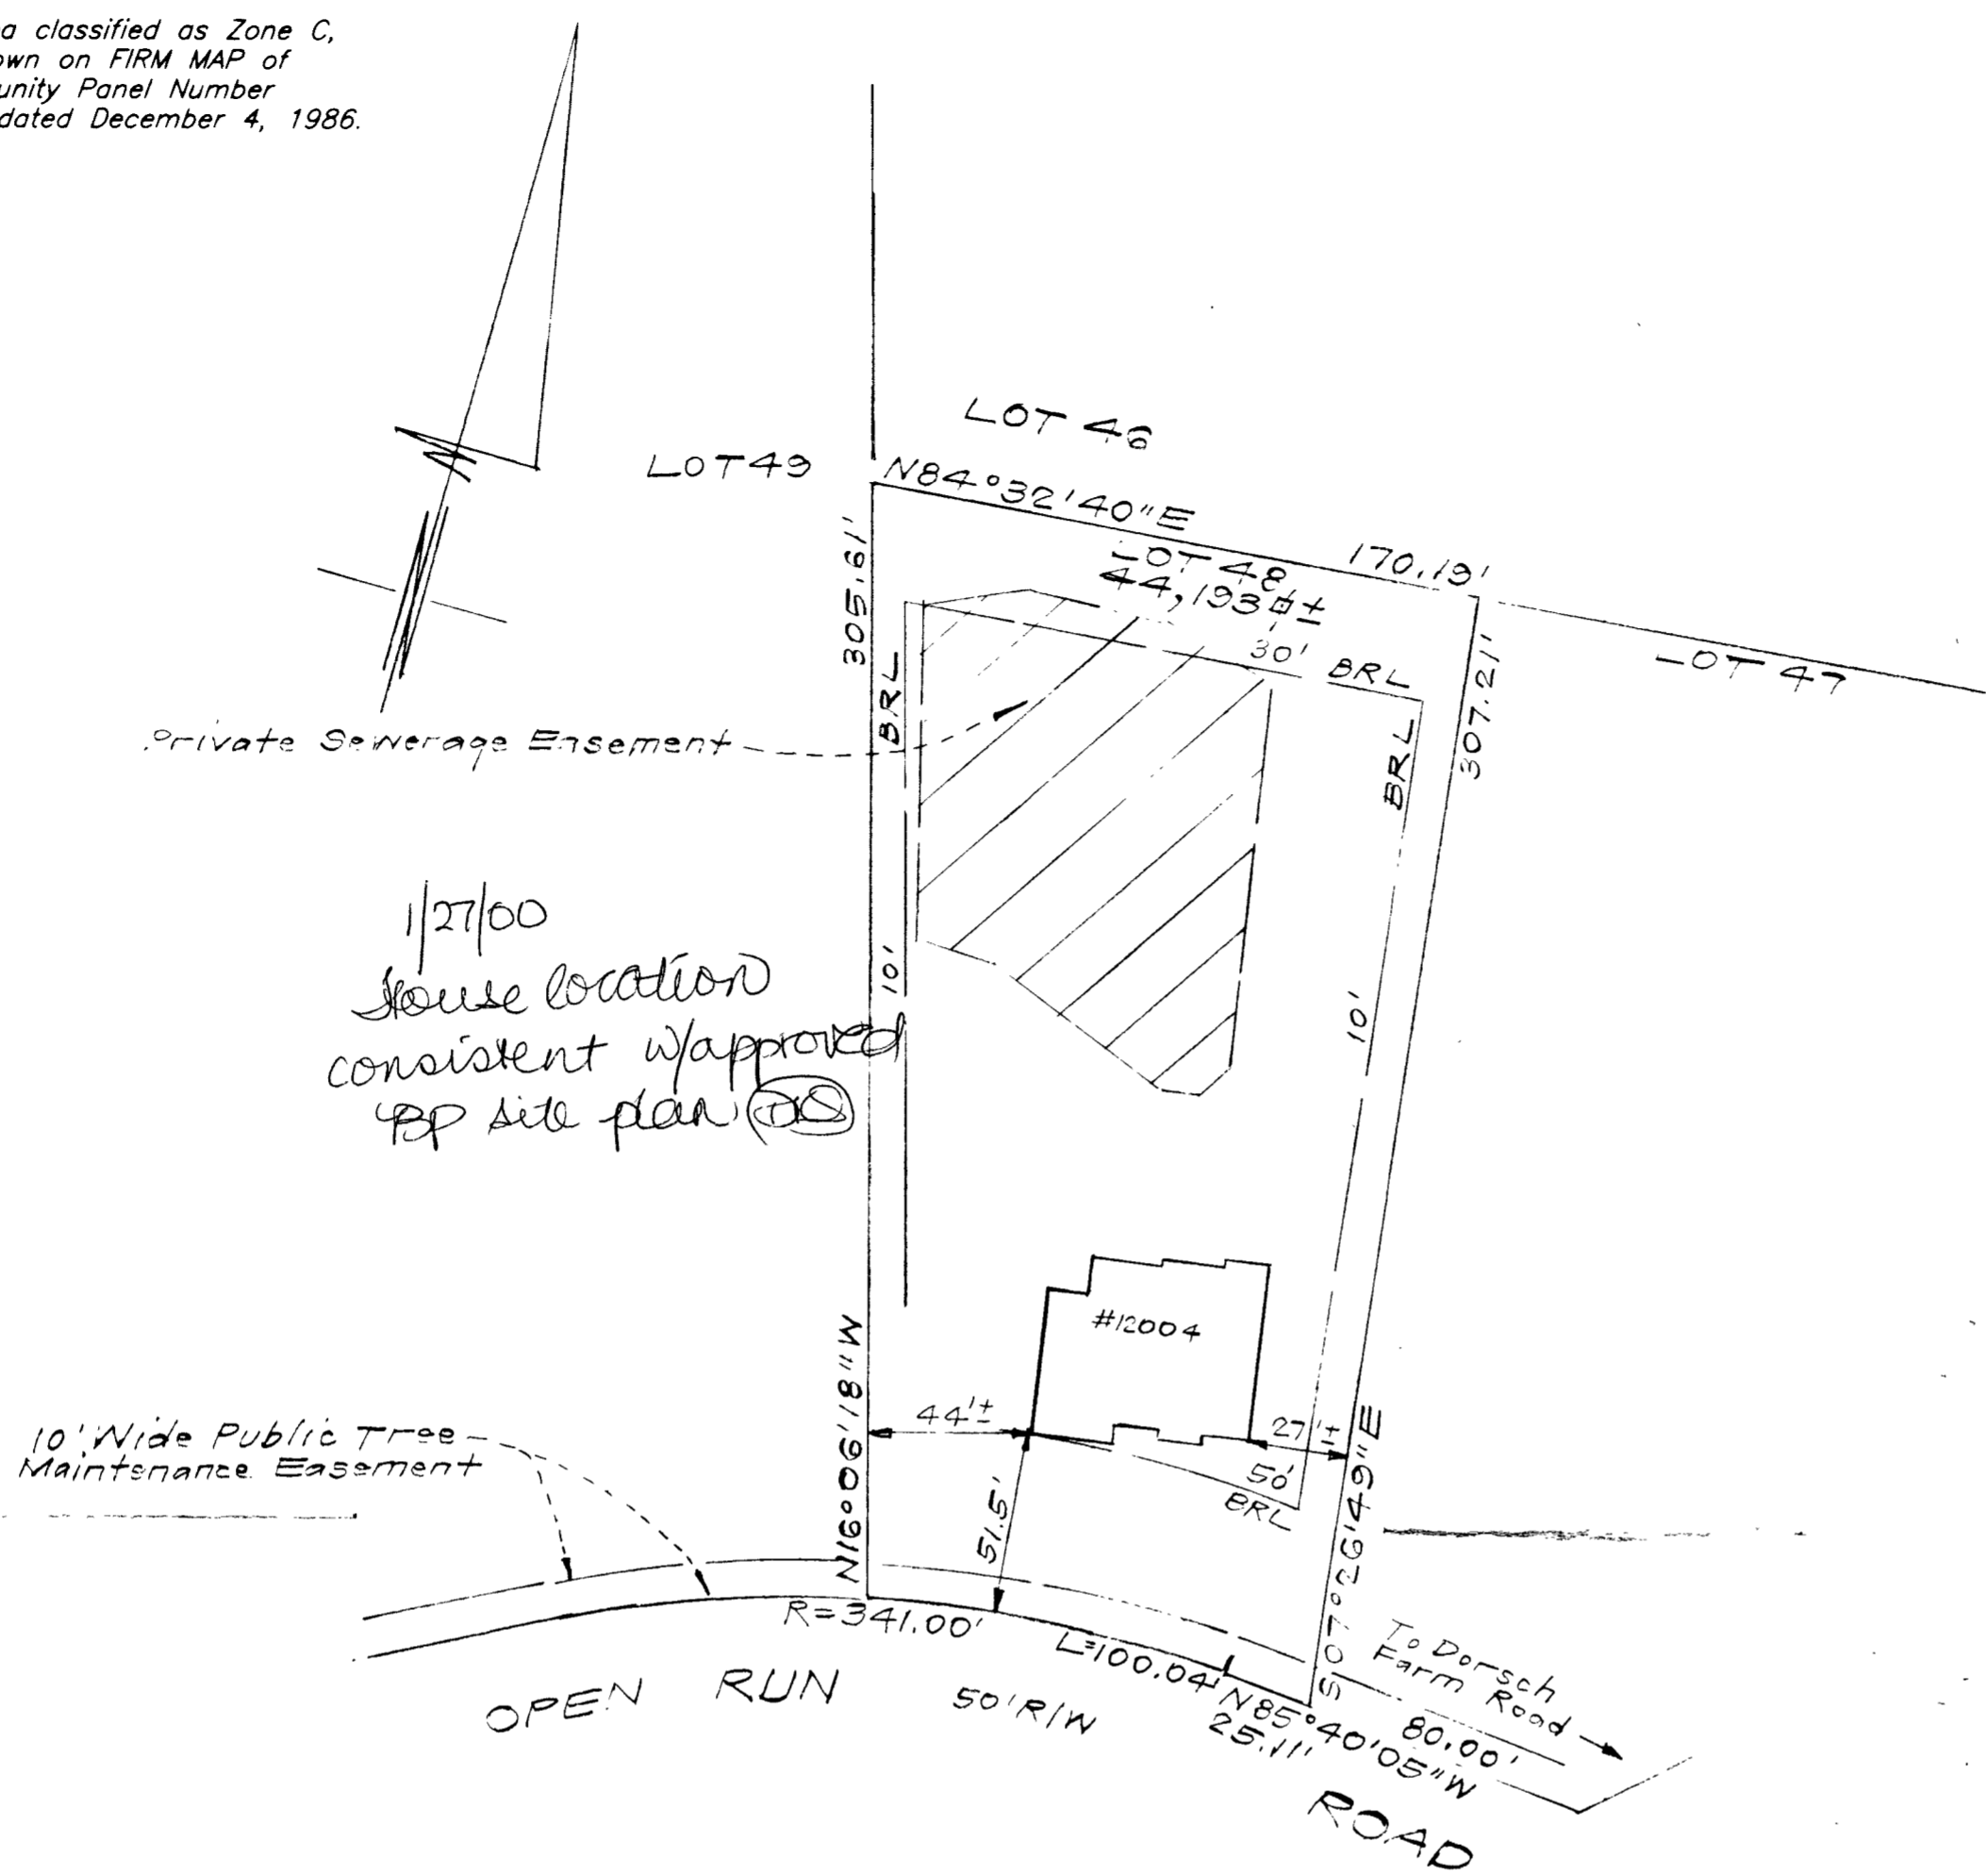 a classified as Zone C,
own on FIRM MAP of
unity Panel Number
dated December 4, 1986.
LOT 46
LOT 49
N84°32'40"E
170.19'
LOT 48
44,193 ±
305.61'
BRL
30' BRL
LOT 47
307.21'
BRL
Private Sewerage Easement
1/27/00
House location
consistent w/approved
BP site plan
10'
10'
#12004
N16°06'18"W
44'±
27'±
50'
BRL
51.5'
S07°26'49"E
10' Wide Public Tree
Maintenance Easement
R=341.00'
L=100.04'
N85°40'05"W
25.11'
80.00'
To Dorsch
Farm Road
OPEN RUN
50' R/W
ROAD